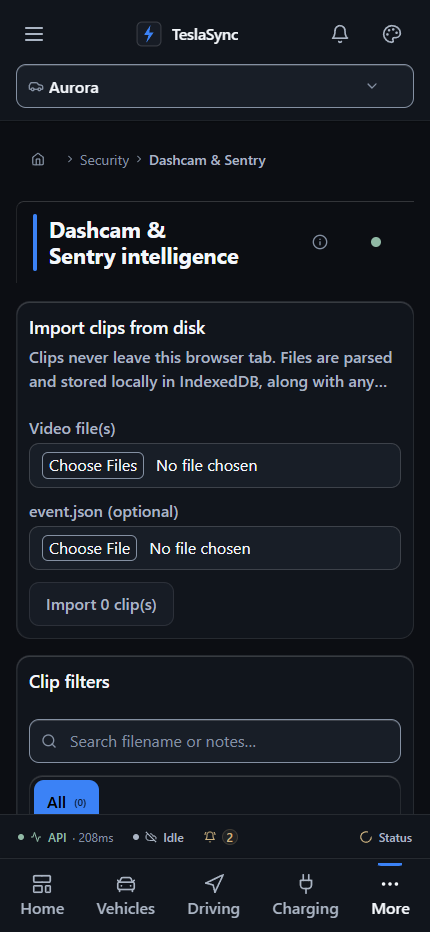 TeslaSync
Aurora
Security
Dashcam & Sentry
Dashcam &
Sentry intelligence
Import clips from disk
Clips never leave this browser tab. Files are parsed
and stored locally in IndexedDB, along with any...
Video file(s)
Choose Files No file chosen
event.json (optional)
Choose File No file chosen
Import 0 clip(s)
Clip filters
Search filename or notes...
All (0)
API · 208ms Idle 2 Status
Home Vehicles Driving Charging More